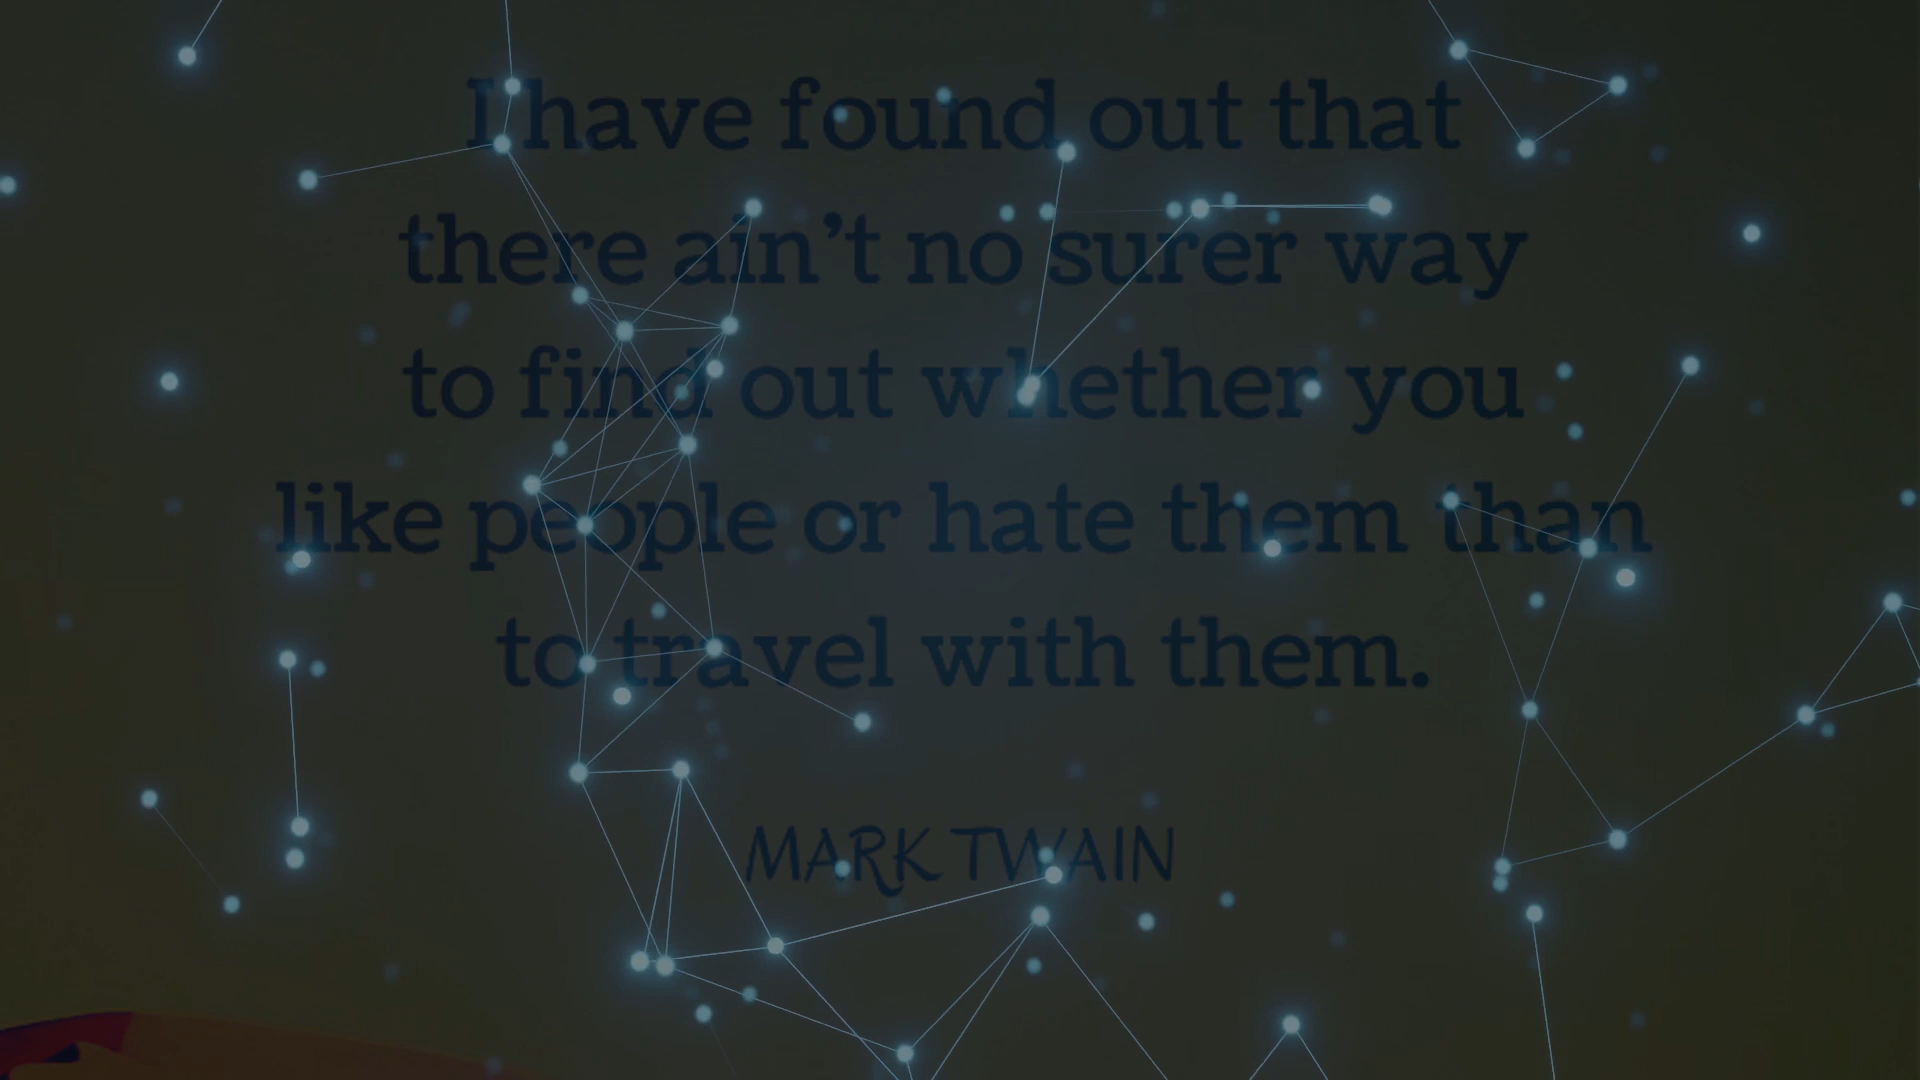 I have found out that
there ain’t no surer way
to find out whether you
like people or hate them than
to travel with them.
MARK TWAIN